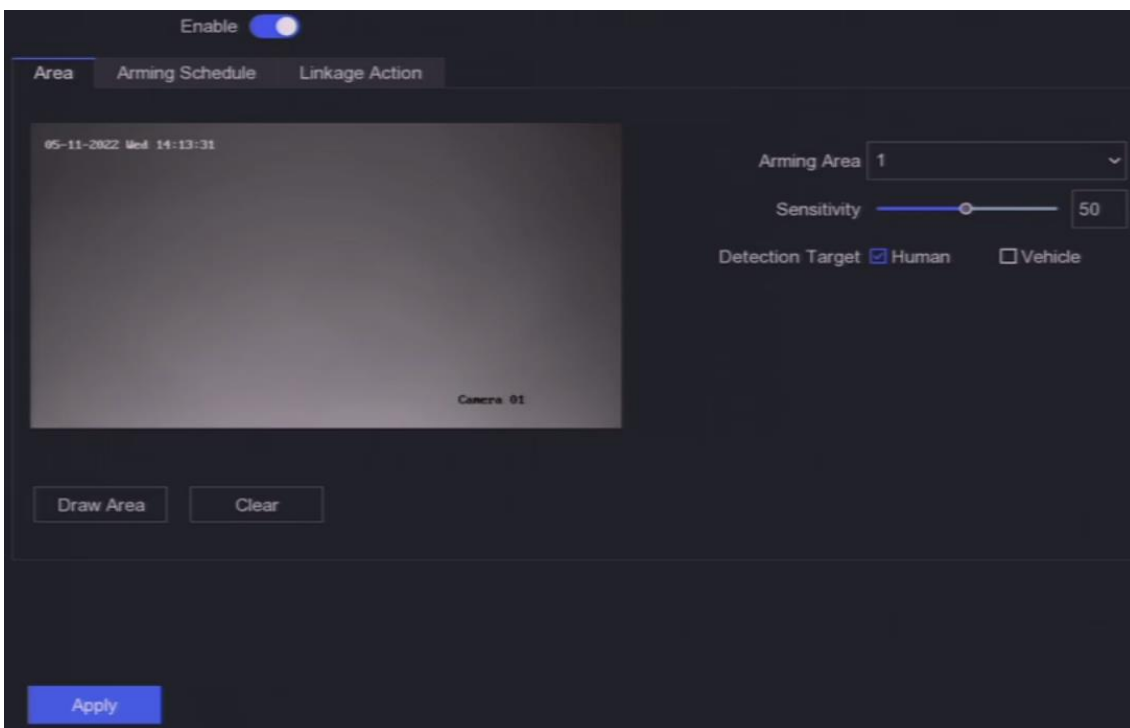 Enable
Area Arming Schedule Linkage Action
05-11-2022 Wed 14:13:31
Arming Area 1
Sensitivity 50
Detection Target Human Vehicle
Camera 01
Draw Area Clear
Apply